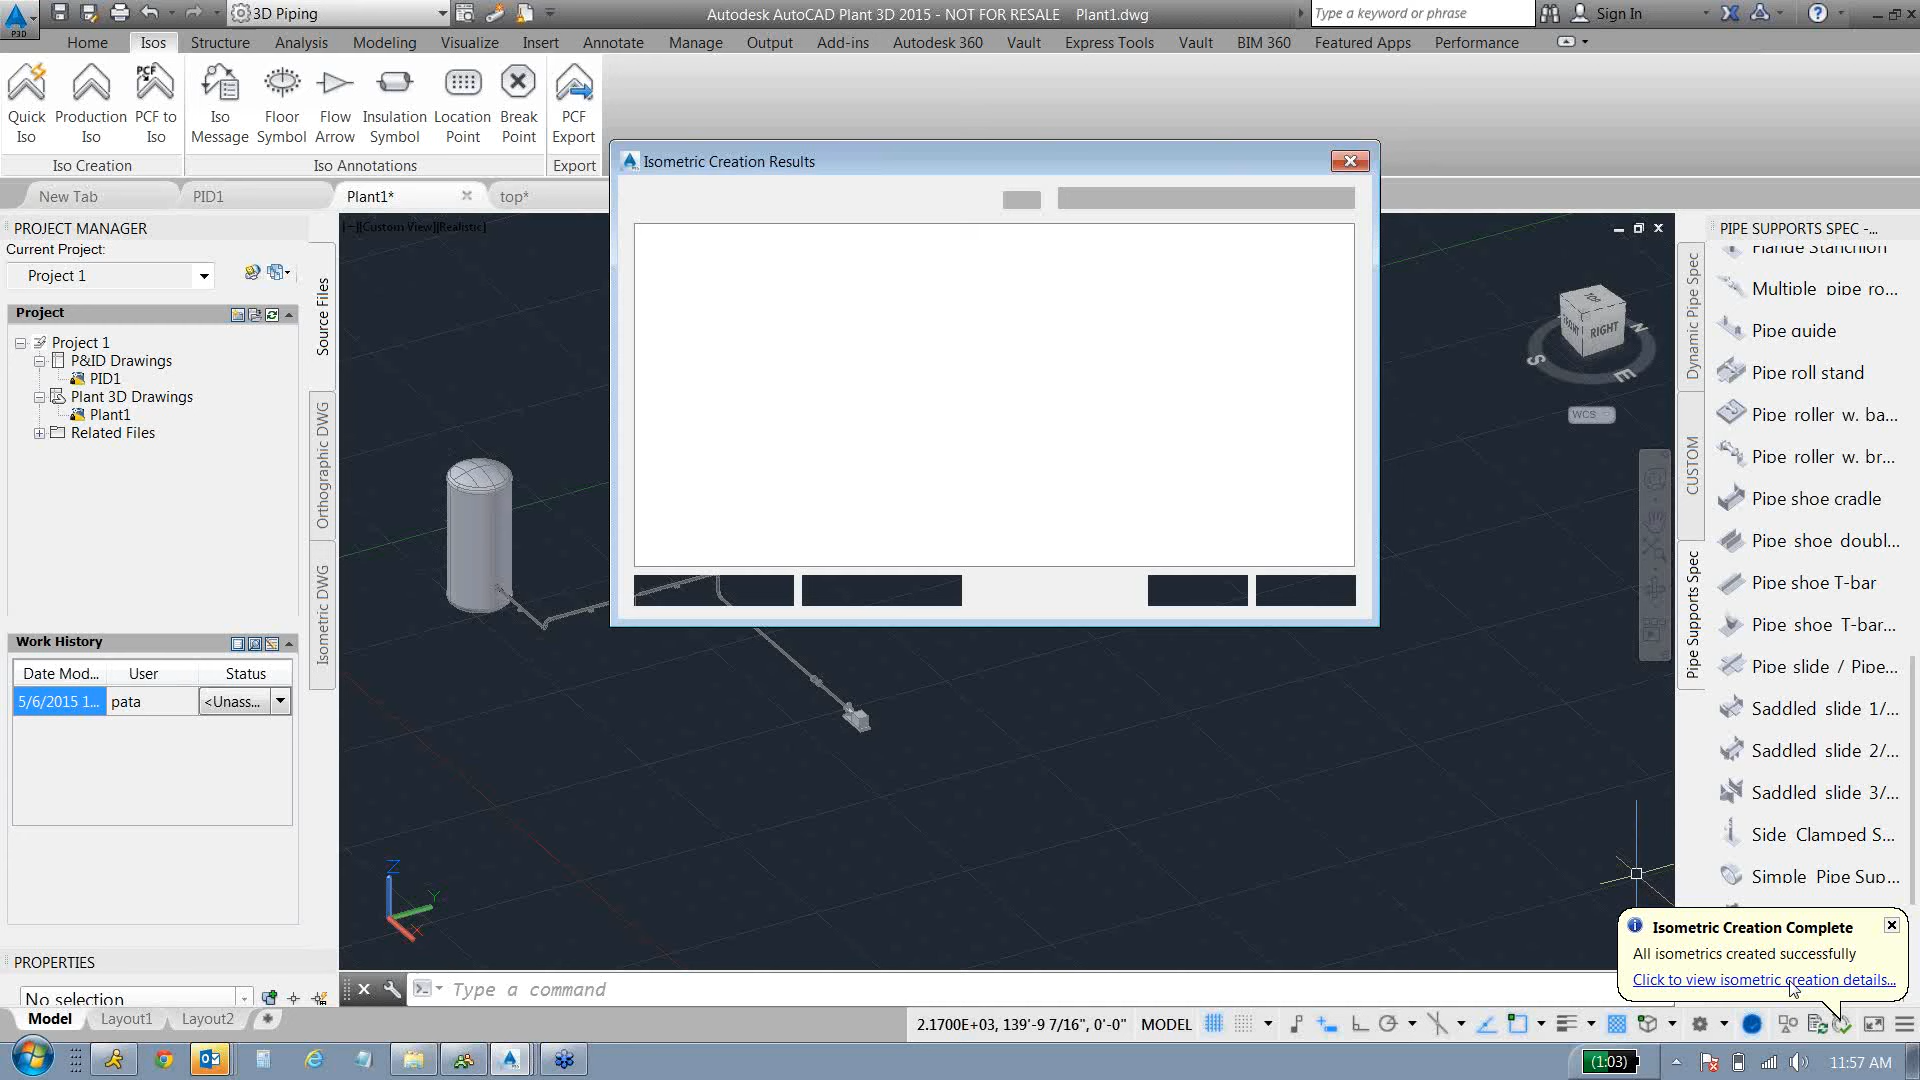 3D Piping
Autodesk AutoCAD Plant 3D 2015 - NOT FOR RESALE Plant1.dwg
Type a keyword or phrase
Sign In
P3D
Home
Isos
Structure
Analysis
Modeling
Visualize
Insert
Annotate
Manage
Output
Add-ins
Autodesk 360
Vault
Express Tools
Vault
BIM 360
Featured Apps
Performance
Quick Iso
Production Iso
PCF to Iso
Iso Message
Floor Symbol
Flow Arrow
Insulation Symbol
Location Point
Break Point
PCF Export
Iso Creation
Iso Annotations
Export
New Tab
PID1
Plant1*
top*
Isometric Creation Results
PROJECT MANAGER
Current Project:
Project 1
Project
Project 1
P&ID Drawings
PID1
Plant 3D Drawings
Plant1
Related Files
Source Files
Orthographic DWG
Isometric DWG
Work History
Date Mod...
User
Status
5/6/2015 1...
pata
<Unass...
PROPERTIES
No selection
[−][Custom View][Realistic]
TOP
FRONT
RIGHT
N
S
E
WCS
Z
Y
X
PIPE SUPPORTS SPEC -...
Dynamic Pipe Spec
CUSTOM
Pipe Supports Spec
Flange Stanchion
Multiple pipe ro...
Pipe guide
Pipe roll stand
Pipe roller w. ba...
Pipe roller w. br...
Pipe shoe cradle
Pipe shoe doubl...
Pipe shoe T-bar
Pipe shoe T-bar...
Pipe slide / Pipe...
Saddled slide 1/...
Saddled slide 2/...
Saddled slide 3/...
Side Clamped S...
Simple Pipe Sup...
Isometric Creation Complete
All isometrics created successfully
Click to view isometric creation details...
Type a command
Model
Layout1
Layout2
2.1700E+03, 139'-9 7/16", 0'-0"
MODEL
(1:03)
11:57 AM